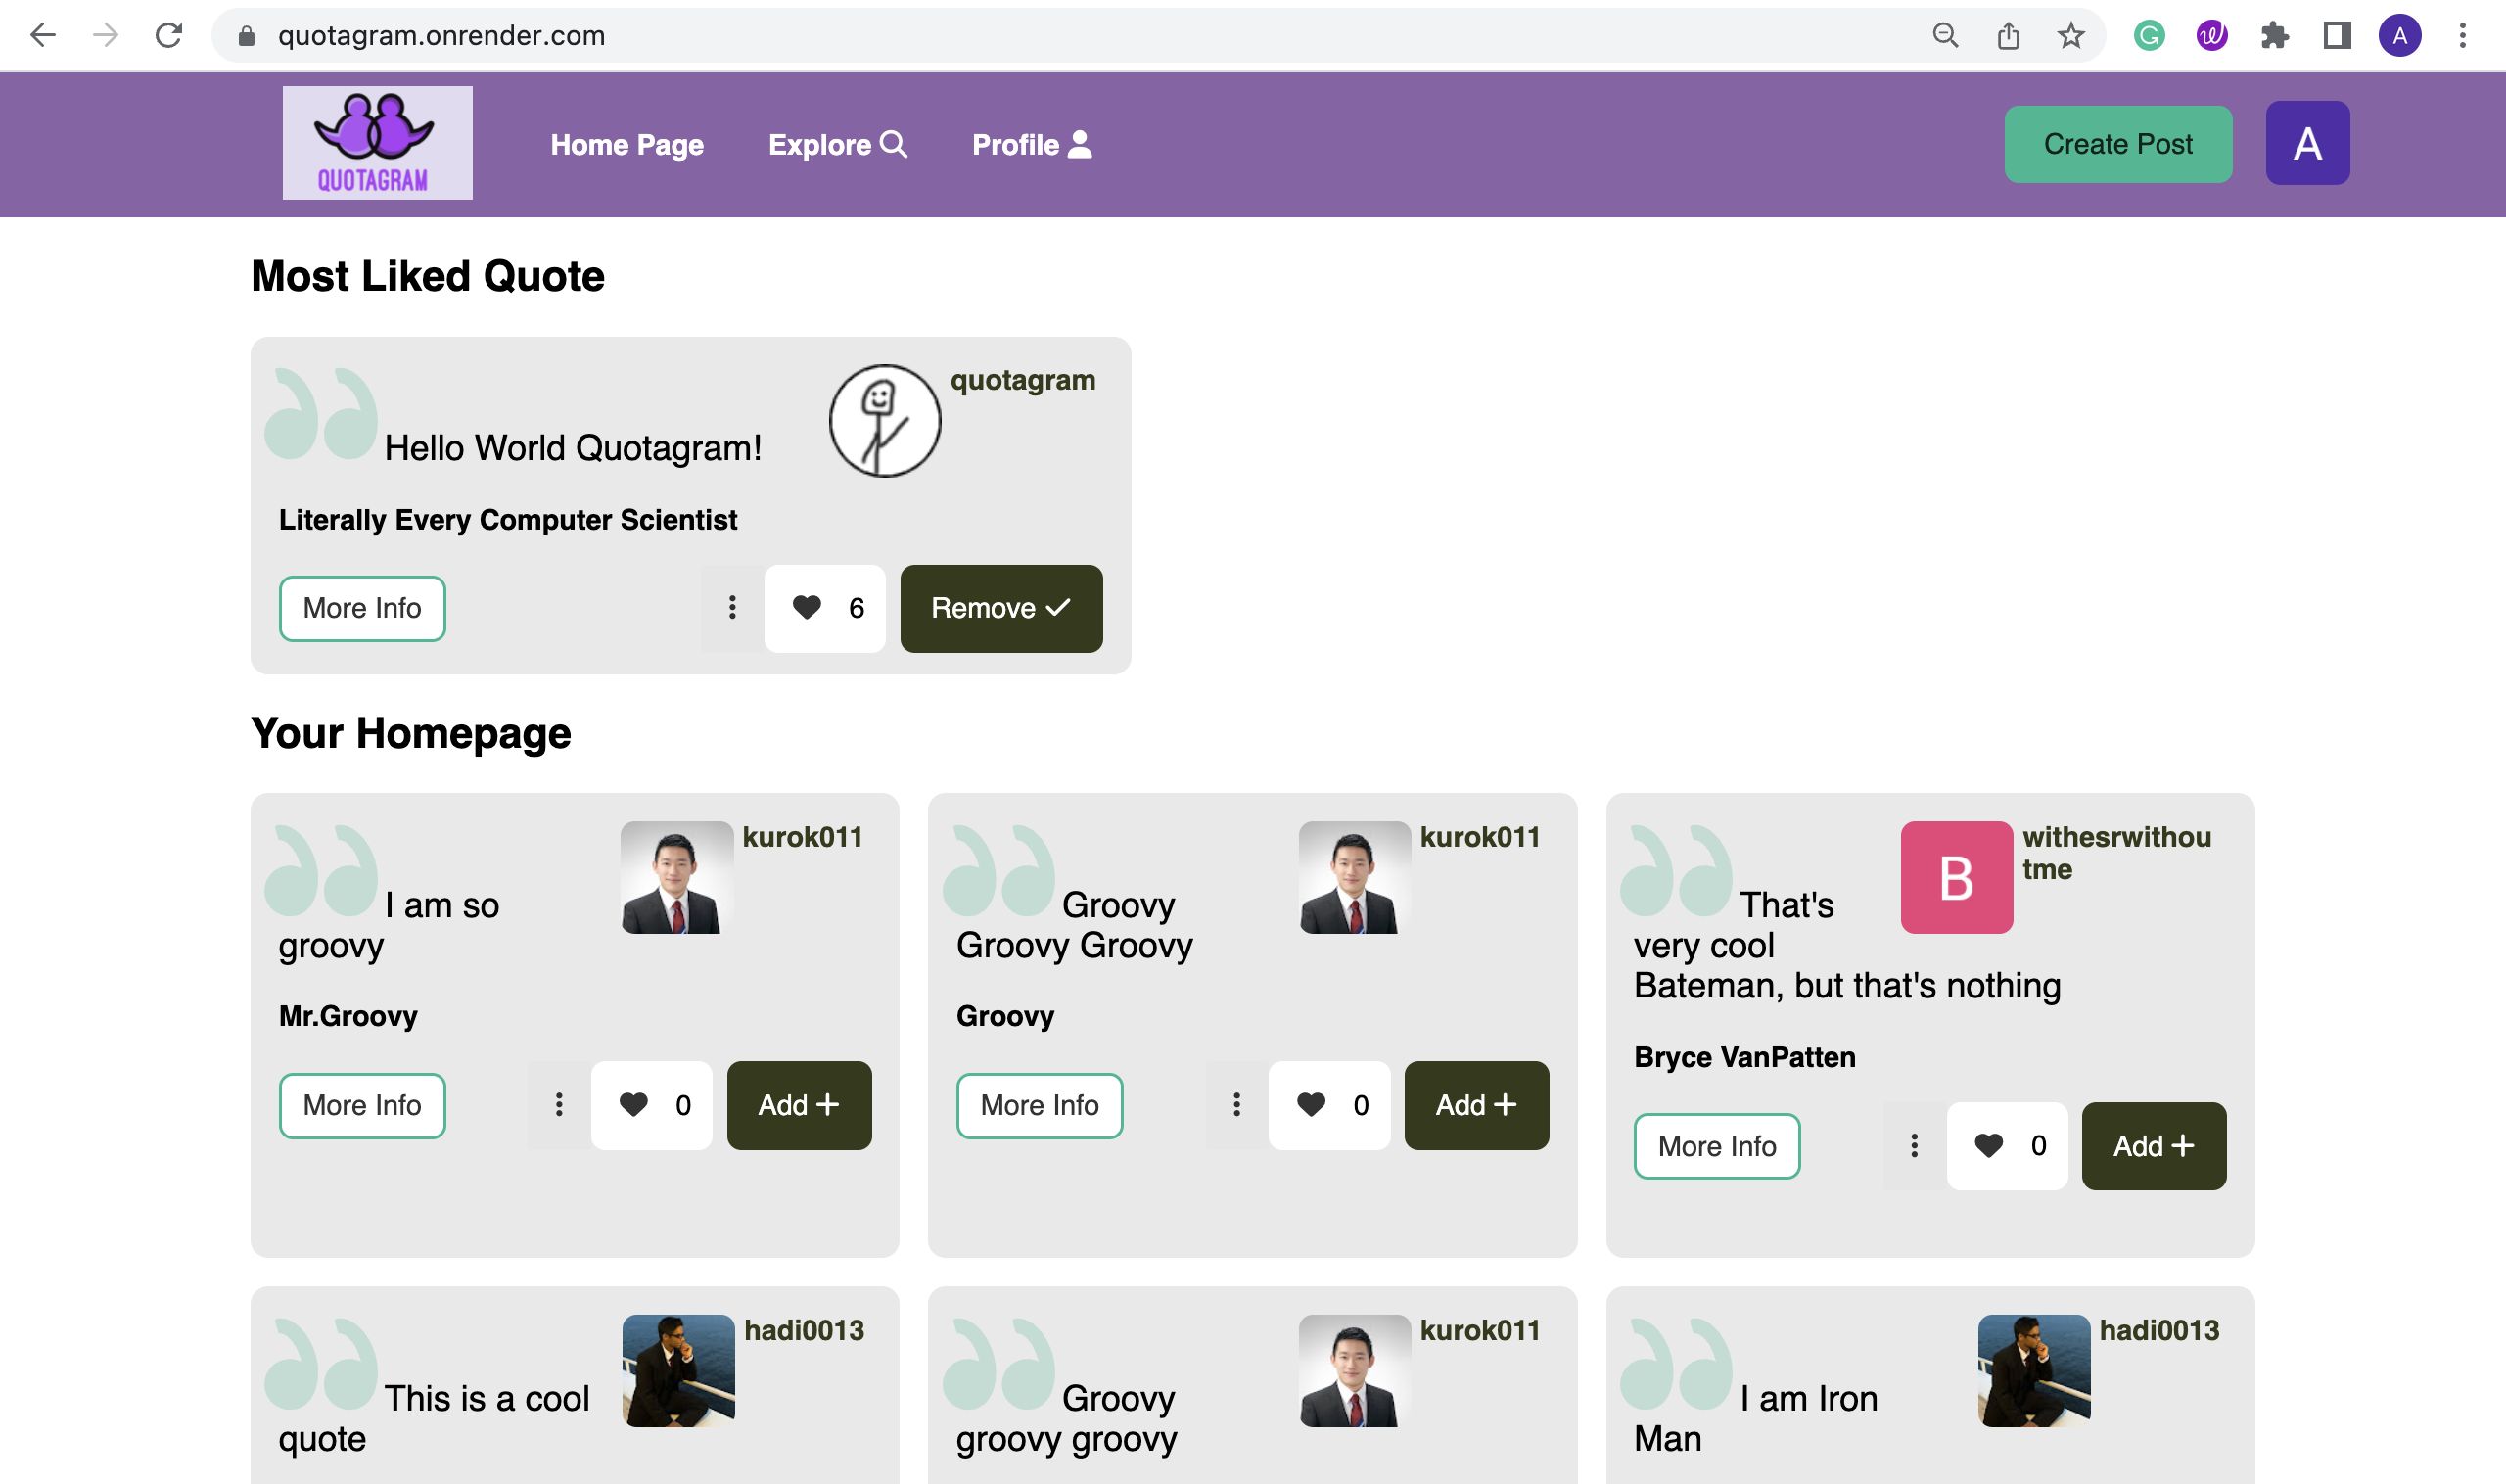 quotagram.onrender.com
A
QUOTAGRAM
Home Page
Explore
Profile
Create Post
A
Most Liked Quote
quotagram
Hello World Quotagram!
Literally Every Computer Scientist
More Info
6
Remove
Your Homepage
kurok011
I am so
groovy
Mr.Groovy
More Info
0
Add
kurok011
Groovy
Groovy Groovy
Groovy
More Info
0
Add
B
withesrwithou
tme
That's
very cool
Bateman, but that's nothing
Bryce VanPatten
More Info
0
Add
hadi0013
This is a cool
quote
kurok011
Groovy
groovy groovy
hadi0013
I am Iron
Man